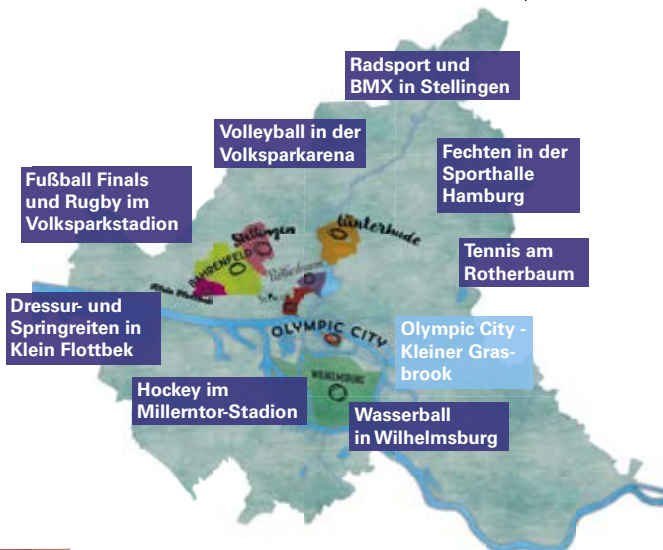 Radsport und
BMX in Stellingen
Volleyball in der
Volksparkarena
Fechten in der
Sporthalle
Hamburg
Fußball Finals
und Rugby im
Volksparkstadion
Stellingen
Winterhude
BAHRENFELD
Tennis am
Rotherbaum
Klein Flottbek
Dressur- und
Springreiten in
Klein Flottbek
OLYMPIC CITY
Olympic City -
Kleiner Gras-
brook
WILHELMSBURG
Hockey im
Millerntor-Stadion
Wasserball
in Wilhelmsburg